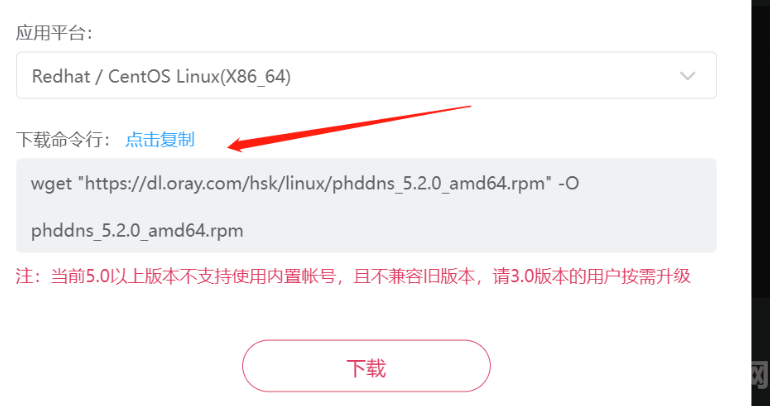 应用平台：
Redhat / CentOS Linux(X86_64)
下载命令行： 点击复制
wget "https://dl.oray.com/hsk/linux/phddns_5.2.0_amd64.rpm" -O
phddns_5.2.0_amd64.rpm
注：当前5.0以上版本不支持使用内置帐号，且不兼容旧版本，请3.0版本的用户按需升级
下载
网